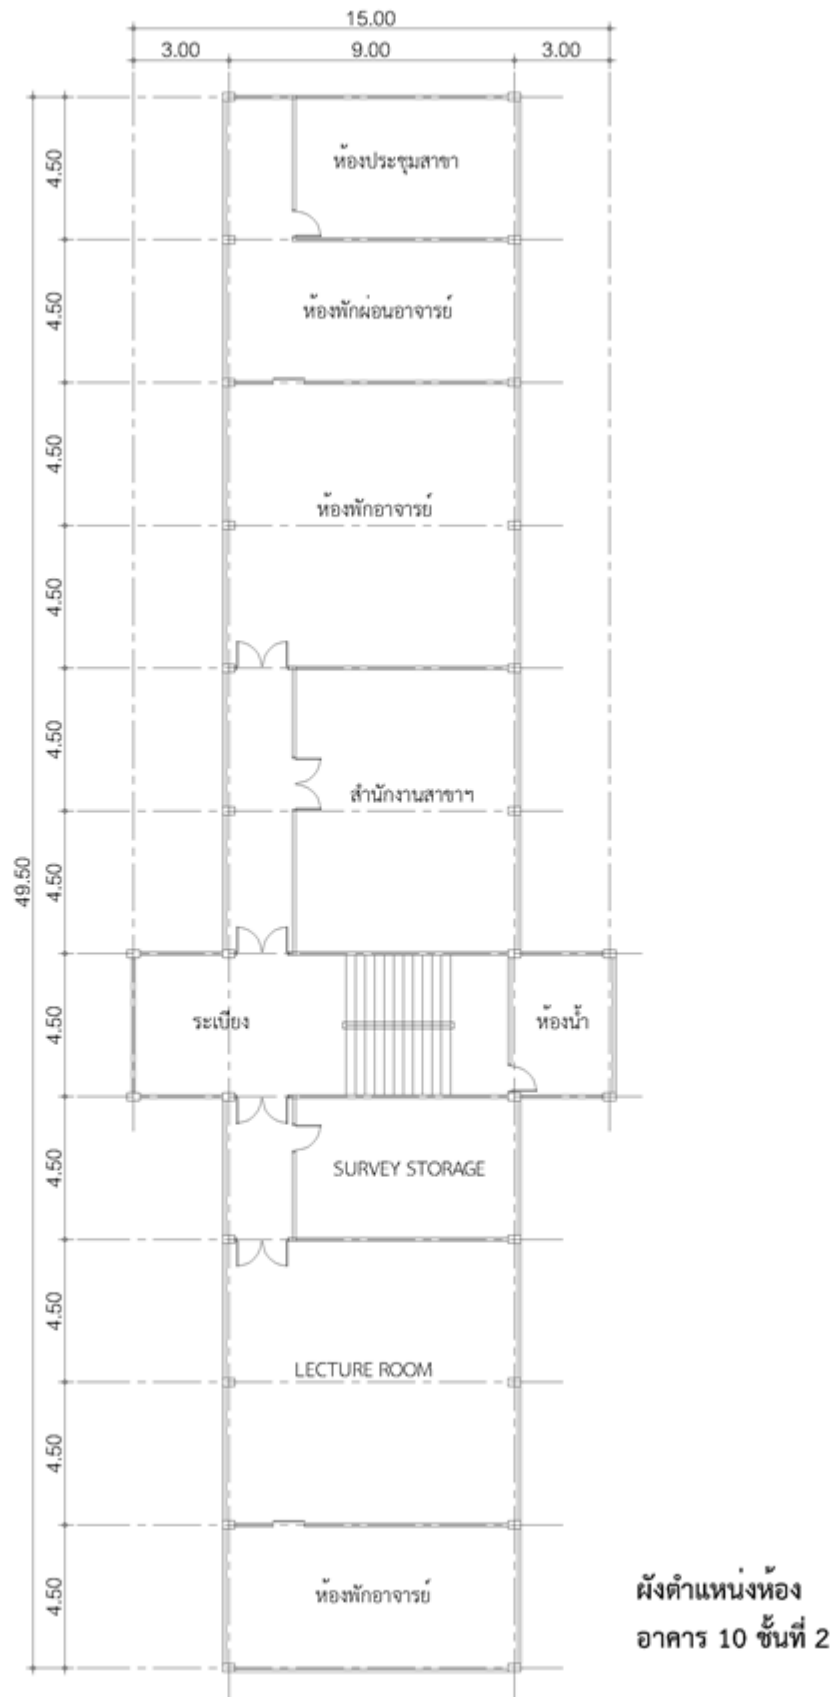 15.00
3.00 9.00 3.00
4.50
ห้องประชุมสาขา
4.50
ห้องพักผ่อนอาจารย์
4.50
ห้องพักอาจารย์
4.50
4.50
สำนักงานสาขาฯ
49.50
4.50
4.50
ระเบียง
ห้องน้ำ
4.50
SURVEY STORAGE
4.50
LECTURE ROOM
4.50
4.50
ห้องพักอาจารย์
ผังตำแหน่งห้อง
อาคาร 10 ชั้นที่ 2